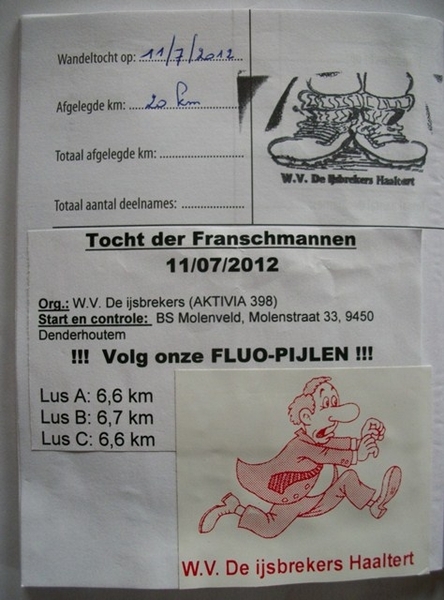 Wandeltocht op: 11/7/2012
Afgelegde km: 20 km
Totaal afgelegde km:
Totaal aantal deelnames:
W.V. De ijsbrekers Haaltert
Tocht der Franschmannen
11/07/2012
Org.: W.V. De ijsbrekers (AKTIVIA 398)
Start en controle: BS Molenveld, Molenstraat 33, 9450
Denderhoutem
!!! Volg onze FLUO-PIJLEN !!!
Lus A: 6,6 km
Lus B: 6,7 km
Lus C: 6,6 km
W.V. De ijsbrekers Haaltert